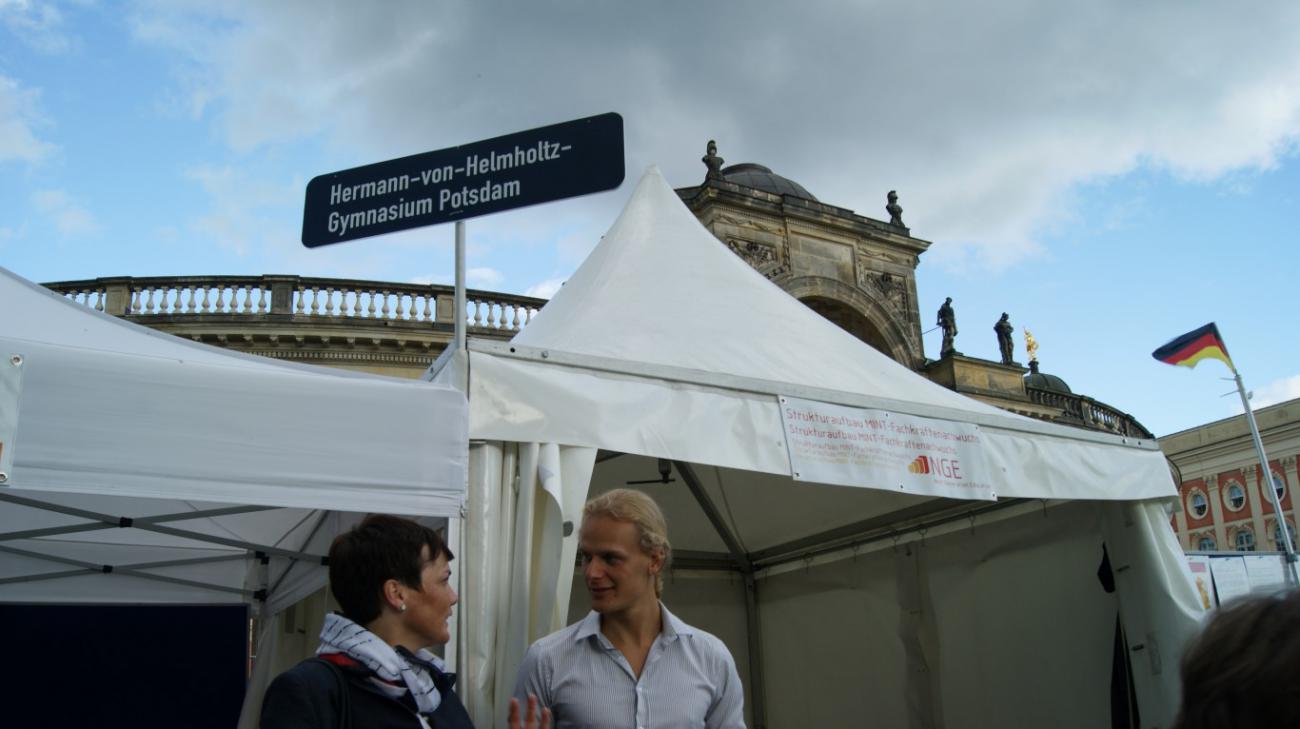 Hermann-von-Helmholtz-
Gymnasium Potsdam
Strukturaufbau MINT-Fachkräftenachwuchs
Strukturaufbau MINT-Fachkräftenachwuchs
NGE